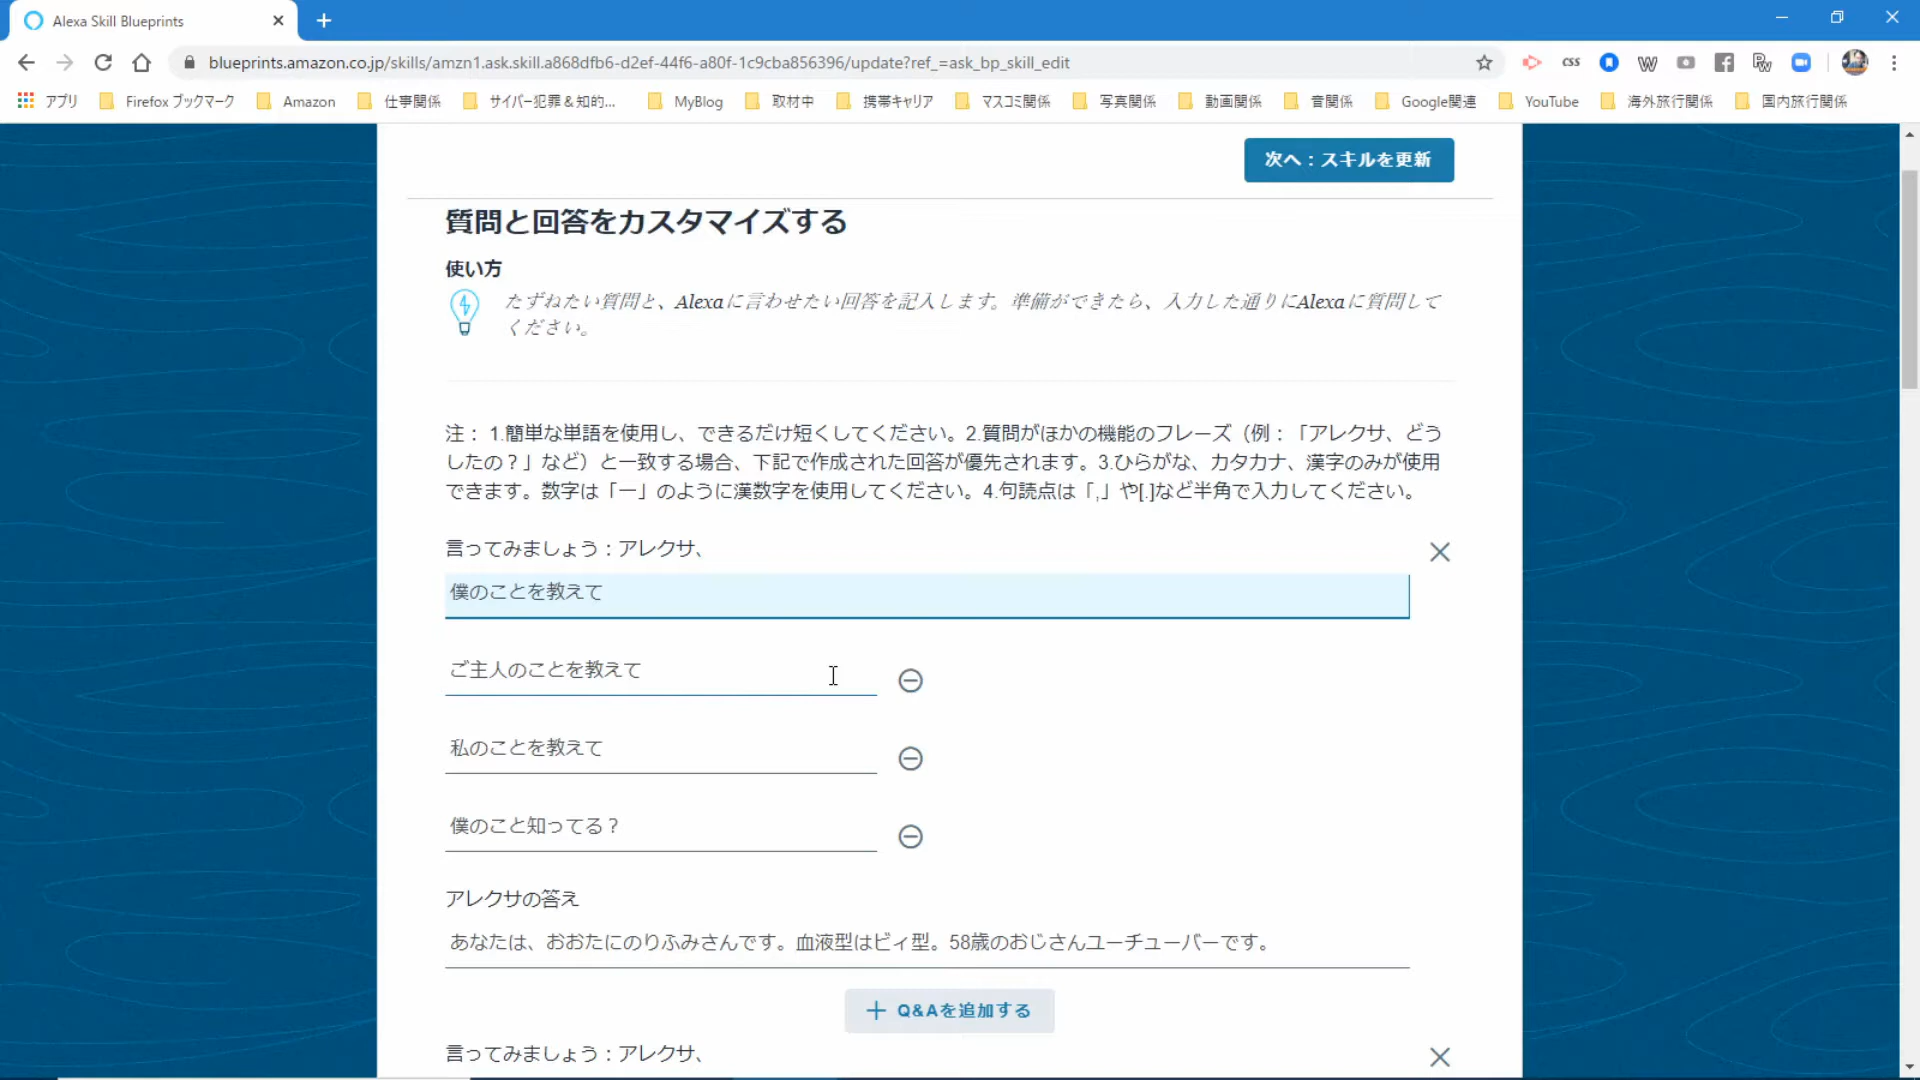 Alexa Skill Blueprints
blueprints.amazon.co.jp/skills/amzn1.ask.skill.a868dfb6-d2ef-44f6-a80f-1c9cba856396/update?ref_=ask_bp_skill_edit
アプリ Firefox ブックマーク Amazon 仕事関係 サイバー犯罪＆知的... MyBlog 取材中 携帯キャリア マスコミ関係 写真関係 動画関係 音関係 Google関連 YouTube 海外旅行関係 国内旅行関係
次へ：スキルを更新
質問と回答をカスタマイズする
使い方
たずねたい質問と、Alexaに言わせたい回答を記入します。準備ができたら、入力した通りにAlexaに質問して
ください。
注： 1.簡単な単語を使用し、できるだけ短くしてください。2.質問がほかの機能のフレーズ（例：「アレクサ、どう
したの？」など）と一致する場合、下記で作成された回答が優先されます。3.ひらがな、カタカナ、漢字のみが使用
できます。数字は「一」のように漢数字を使用してください。4.句読点は「,」や[.]など半角で入力してください。
言ってみましょう：アレクサ、
僕のことを教えて
ご主人のことを教えて
私のことを教えて
僕のこと知ってる？
アレクサの答え
あなたは、おおたにのりふみさんです。血液型はビィ型。58歳のおじさんユーチューバーです。
Q&Aを追加する
言ってみましょう：アレクサ、